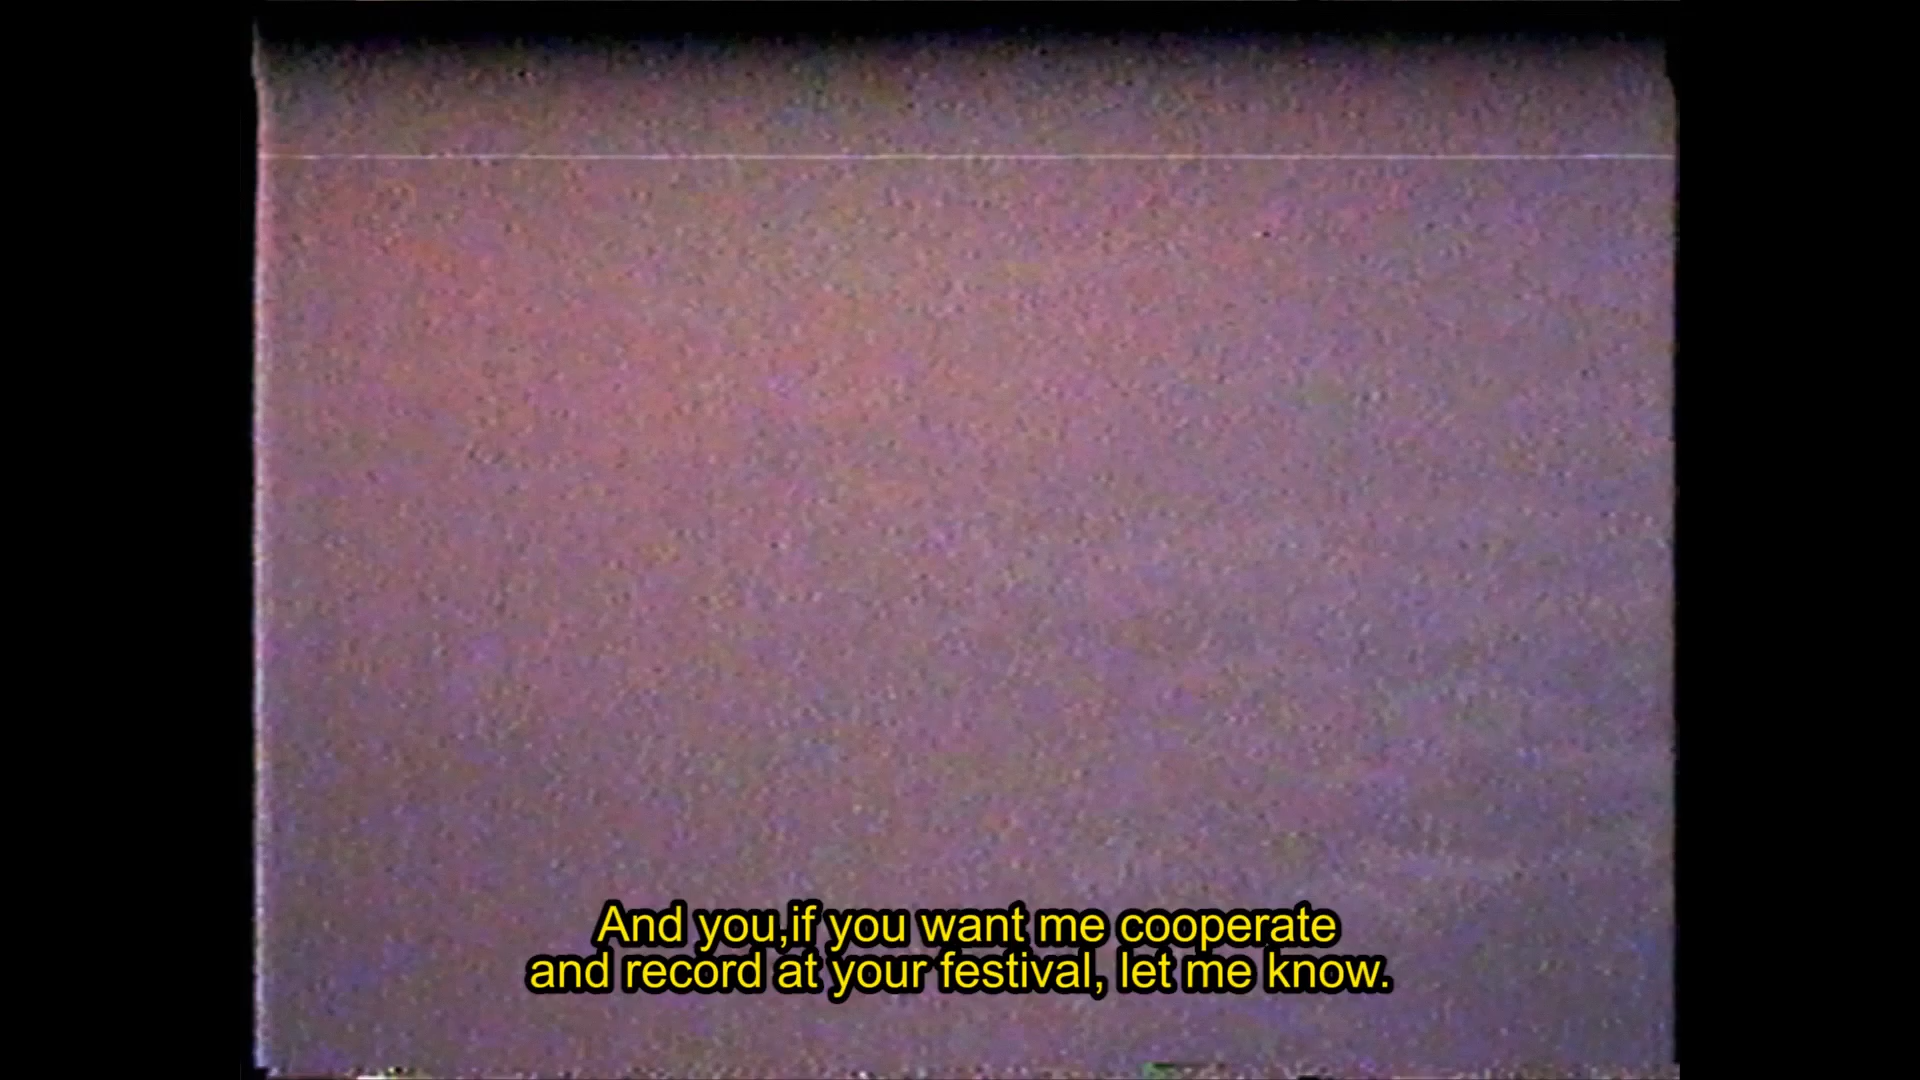 And you,if you want me cooperate
and record at your festival, let me know.